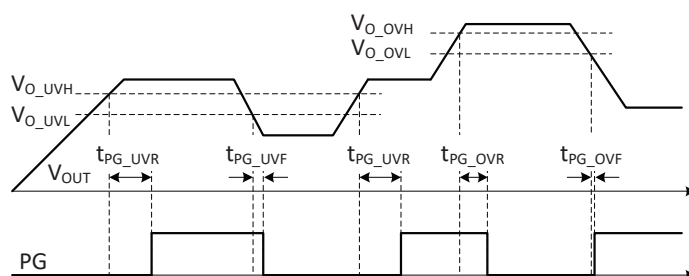 V_O_OVH
V_O_OVL
V_O_UVH
V_O_UVL
t_PG_UVR t_PG_UVF t_PG_UVR t_PG_OVR t_PG_OVF
V_OUT
PG